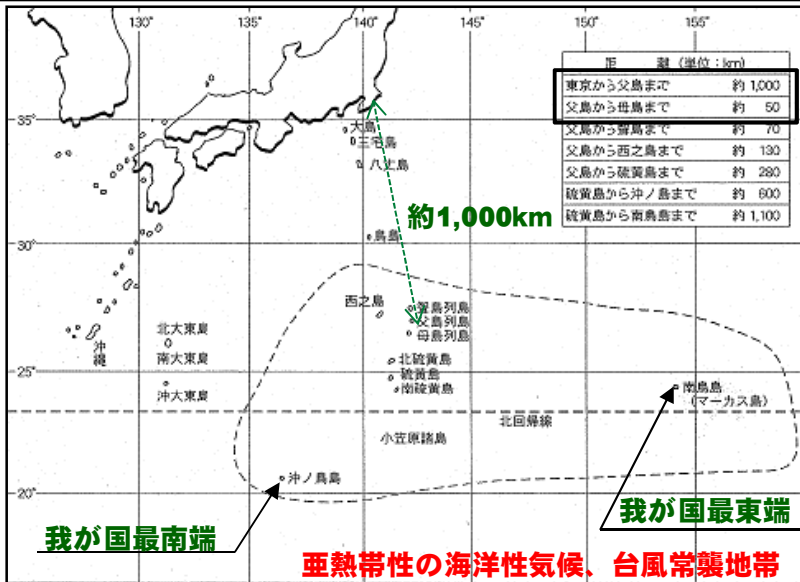 130° 135° 140° 145° 150° 155°
距 離 (単位：km)
東京から父島まで 約 1,000
父島から母島まで 約 50
父島から聟島まで 約 70
父島から西之島まで 約 130
父島から硫黄島まで 約 280
硫黄島から沖ノ島まで 約 600
硫黄島から南鳥島まで 約 1,100
35°
大島
三宅島
八丈島
約1,000km
30°
鳥島
西之島
聟島列島
父島列島
母島列島
北大東島
沖縄
南大東島
北硫黄島
25°
硫黄島
沖大東島
南硫黄島
南鳥島
(マーカス島)
北回帰線
小笠原諸島
沖ノ鳥島
20°
我が国最南端
我が国最東端
亜熱帯性の海洋性気候、台風常襲地帯